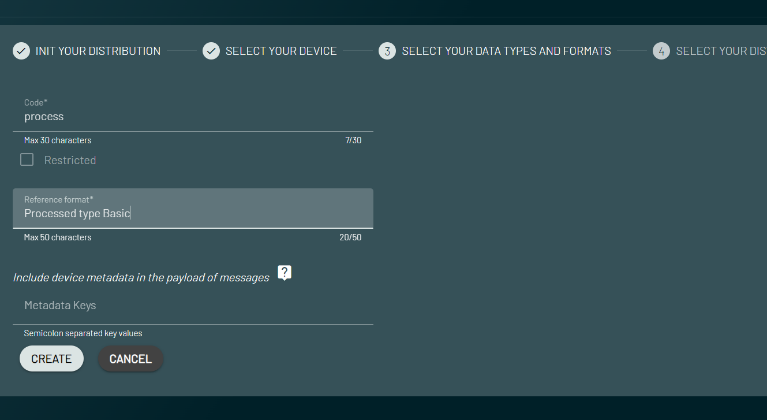 INIT YOUR DISTRIBUTION SELECT YOUR DEVICE 3 SELECT YOUR DATA TYPES AND FORMATS 4 SELECT YOUR DIS
Code*
process
Max 30 characters 7/30
Restricted
Reference format*
Processed type Basic
Max 50 characters 20/50
Include device metadata in the payload of messages ?
Metadata Keys
Semicolon separated key values
CREATE CANCEL